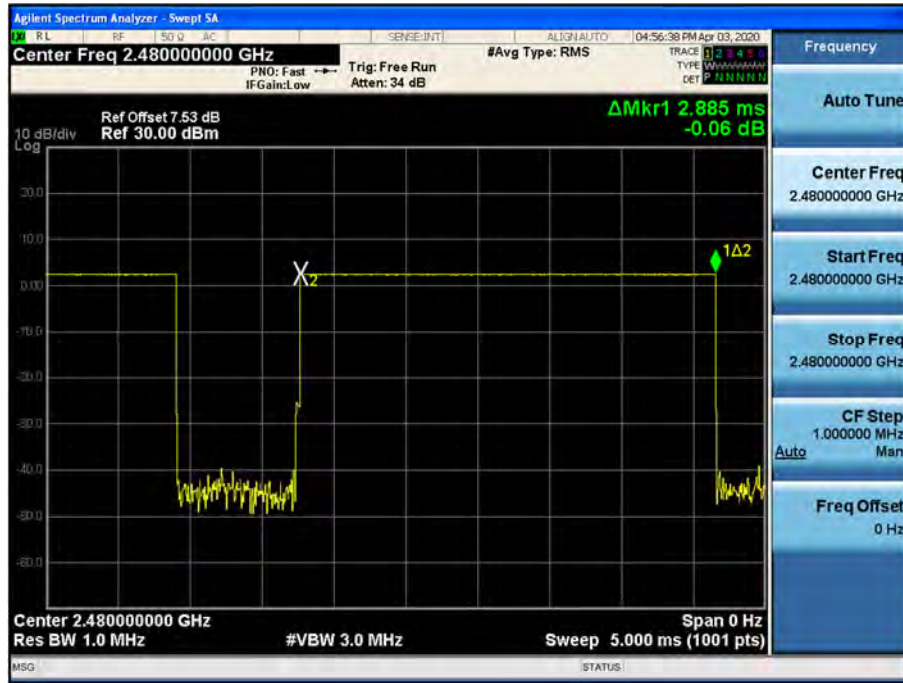 Agilent Spectrum Analyzer - Swept SA
LXI RL RF 50 Ω AC SENSE:INT ALIGNAUTO 04:56:38 PM Apr 03, 2020
Center Freq 2.480000000 GHz
PNO: Fast
IFGain:Low
Trig: Free Run
Atten: 34 dB
#Avg Type: RMS
TRACE 1 2 3 4 5 6
TYPE
DET P N N N N N
Ref Offset 7.53 dB
10 dB/div Ref 30.00 dBm
Log
ΔMkr1 2.885 ms
-0.06 dB
20.0
10.0
0.00
-10.0
-20.0
-30.0
-40.0
-50.0
-60.0
X2
1Δ2
Center 2.480000000 GHz Span 0 Hz
Res BW 1.0 MHz #VBW 3.0 MHz Sweep 5.000 ms (1001 pts)
MSG STATUS
Frequency
Auto Tune
Center Freq
2.480000000 GHz
Start Freq
2.480000000 GHz
Stop Freq
2.480000000 GHz
CF Step
1.000000 MHz
Auto Man
Freq Offset
0 Hz